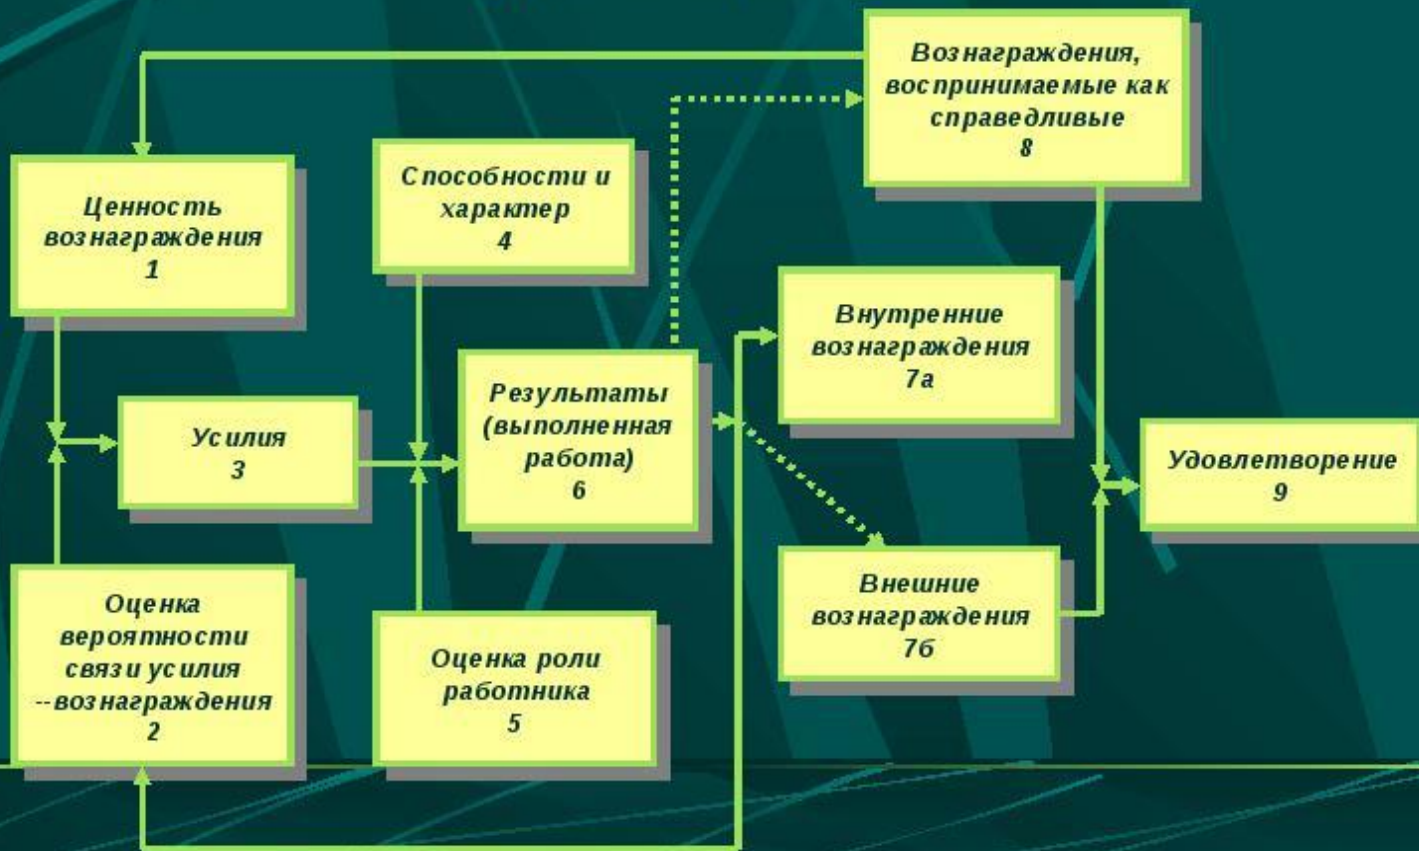 Вознаграждения,
воспринимаемые как
справедливые
8
Ценность
вознаграждения
1
Способности и
характер
4
Внутренние
вознаграждения
7а
Результаты
(выполненная
работа)
6
Усилия
3
Удовлетворение
9
Оценка
вероятности
связи усилия
--вознаграждения
2
Оценка роли
работника
5
Внешние
вознаграждения
7б